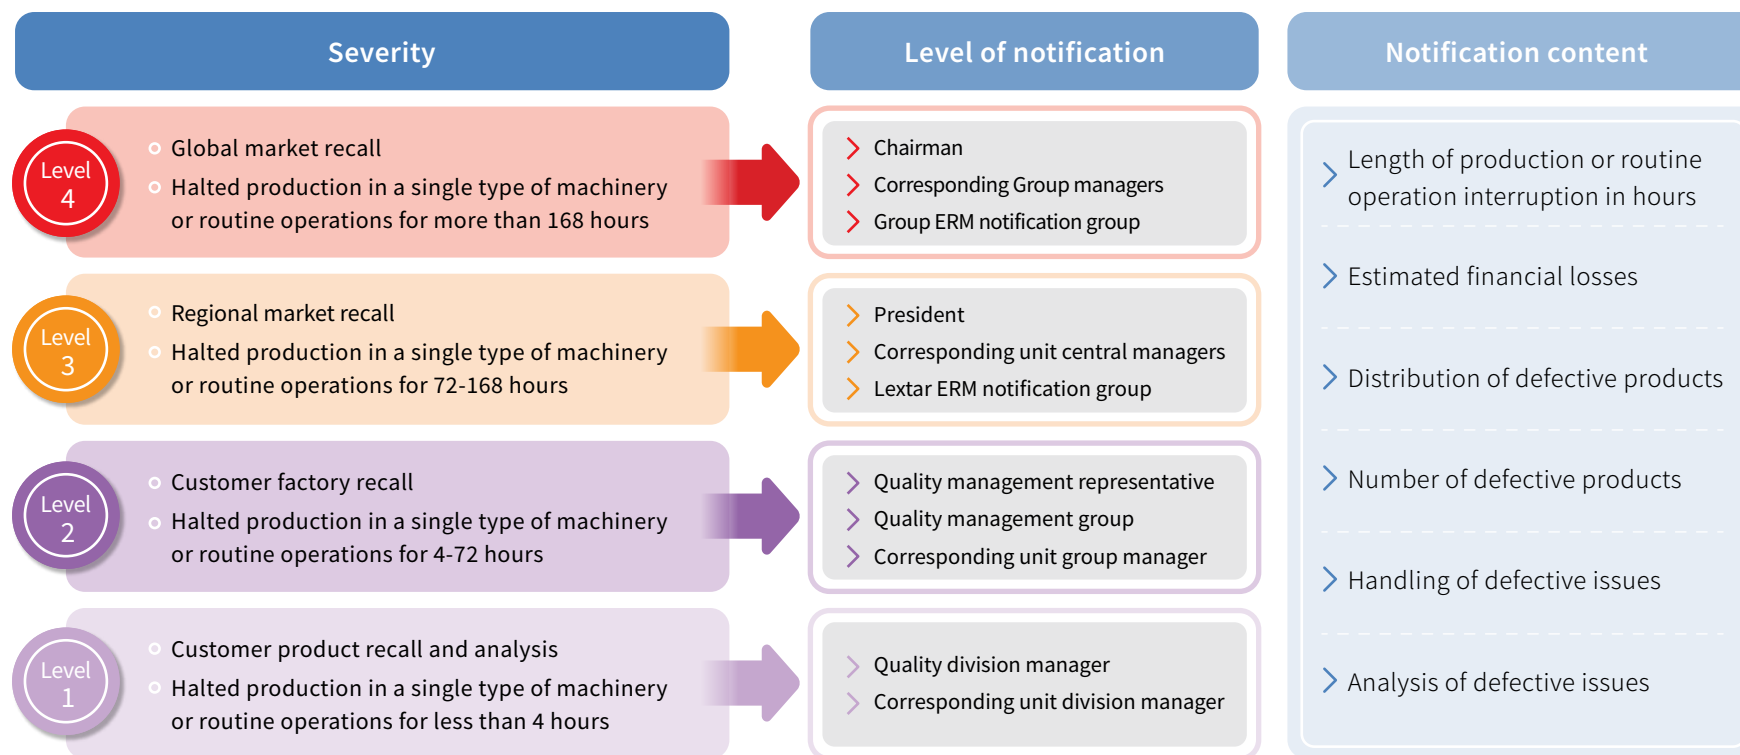 Severity
Level of notification
Notification content
Level
4
Global market recall
Halted production in a single type of machinery
or routine operations for more than 168 hours
Chairman
Corresponding Group managers
Group ERM notification group
Level
3
Regional market recall
Halted production in a single type of machinery
or routine operations for 72-168 hours
President
Corresponding unit central managers
Lextar ERM notification group
Level
2
Customer factory recall
Halted production in a single type of machinery
or routine operations for 4-72 hours
Quality management representative
Quality management group
Corresponding unit group manager
Level
1
Customer product recall and analysis
Halted production in a single type of machinery
or routine operations for less than 4 hours
Quality division manager
Corresponding unit division manager
Length of production or routine
operation interruption in hours
Estimated financial losses
Distribution of defective products
Number of defective products
Handling of defective issues
Analysis of defective issues